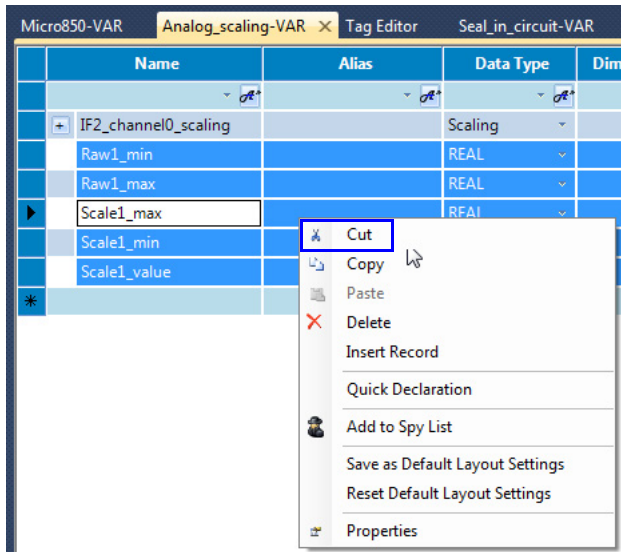 Micro850-VAR Analog_scaling-VAR × Tag Editor Seal_in_circuit-VAR
Name Alias Data Type Dim
IF2_channel0_scaling Scaling
Raw1_min REAL
Raw1_max REAL
Scale1_max REAL
Scale1_min
Scale1_value
Cut
Copy
Paste
Delete
Insert Record
Quick Declaration
Add to Spy List
Save as Default Layout Settings
Reset Default Layout Settings
Properties